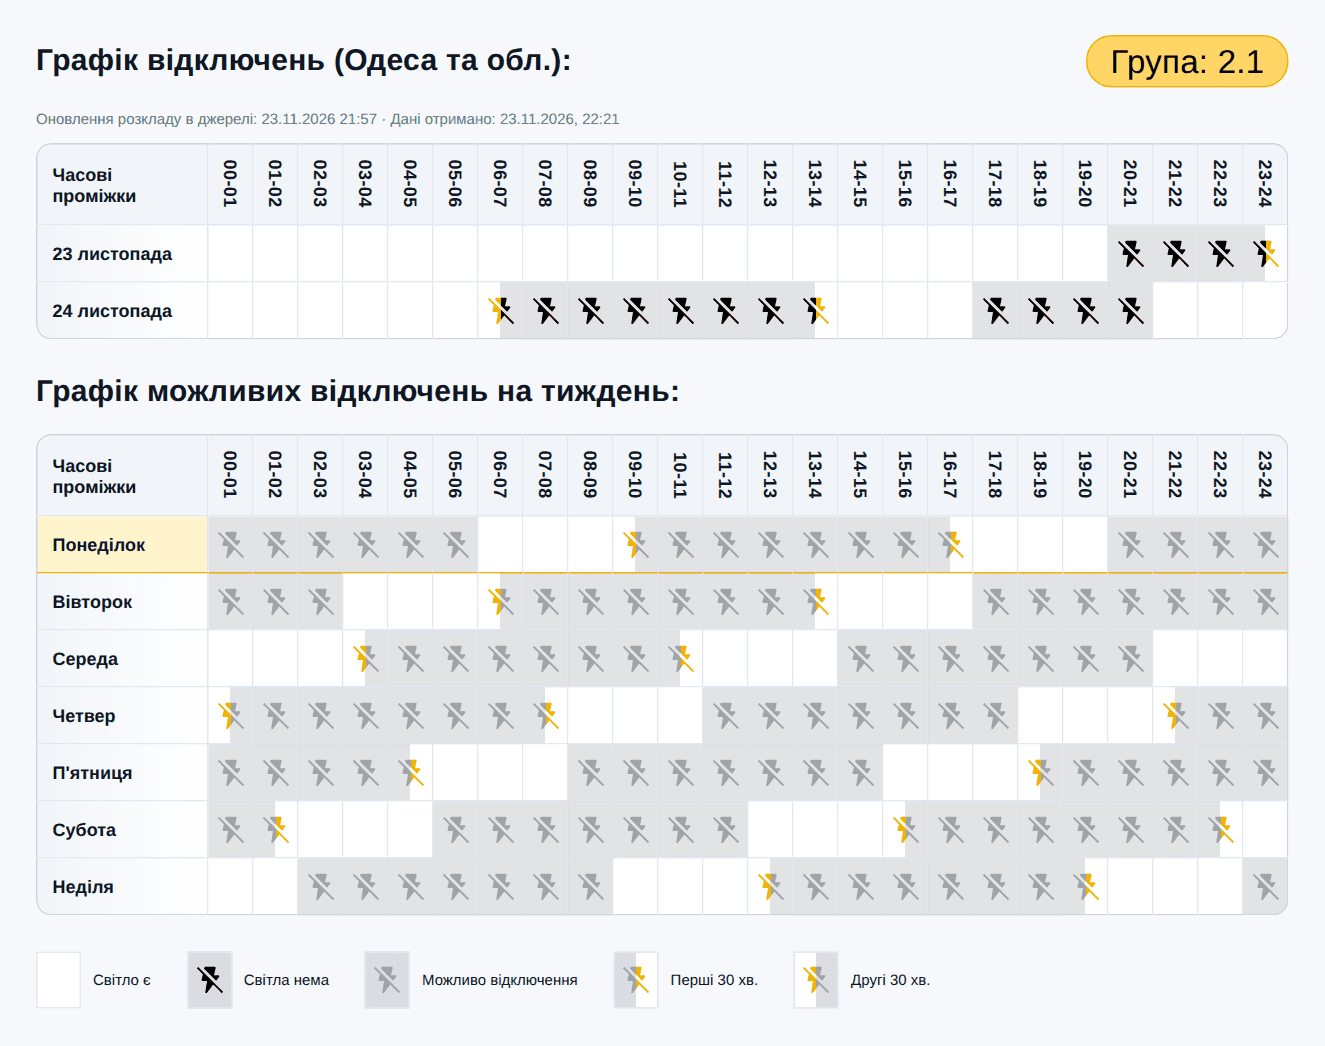 Графік відключень (Одеса та обл.):
Група: 2.1
Оновлення розкладу в джерелі: 23.11.2026 21:57 · Дані отримано: 23.11.2026, 22:21
Часові проміжки 00-01 01-02 02-03 03-04 04-05 05-06 06-07 07-08 08-09 09-10 10-11 11-12 12-13 13-14 14-15 15-16 16-17 17-18 18-19 19-20 20-21 21-22 22-23 23-24
23 листопада
24 листопада
Графік можливих відключень на тиждень:
Часові проміжки 00-01 01-02 02-03 03-04 04-05 05-06 06-07 07-08 08-09 09-10 10-11 11-12 12-13 13-14 14-15 15-16 16-17 17-18 18-19 19-20 20-21 21-22 22-23 23-24
Понеділок
Вівторок
Середа
Четвер
П'ятниця
Субота
Неділя
Світло є Світла нема Можливо відключення Перші 30 хв. Другі 30 хв.